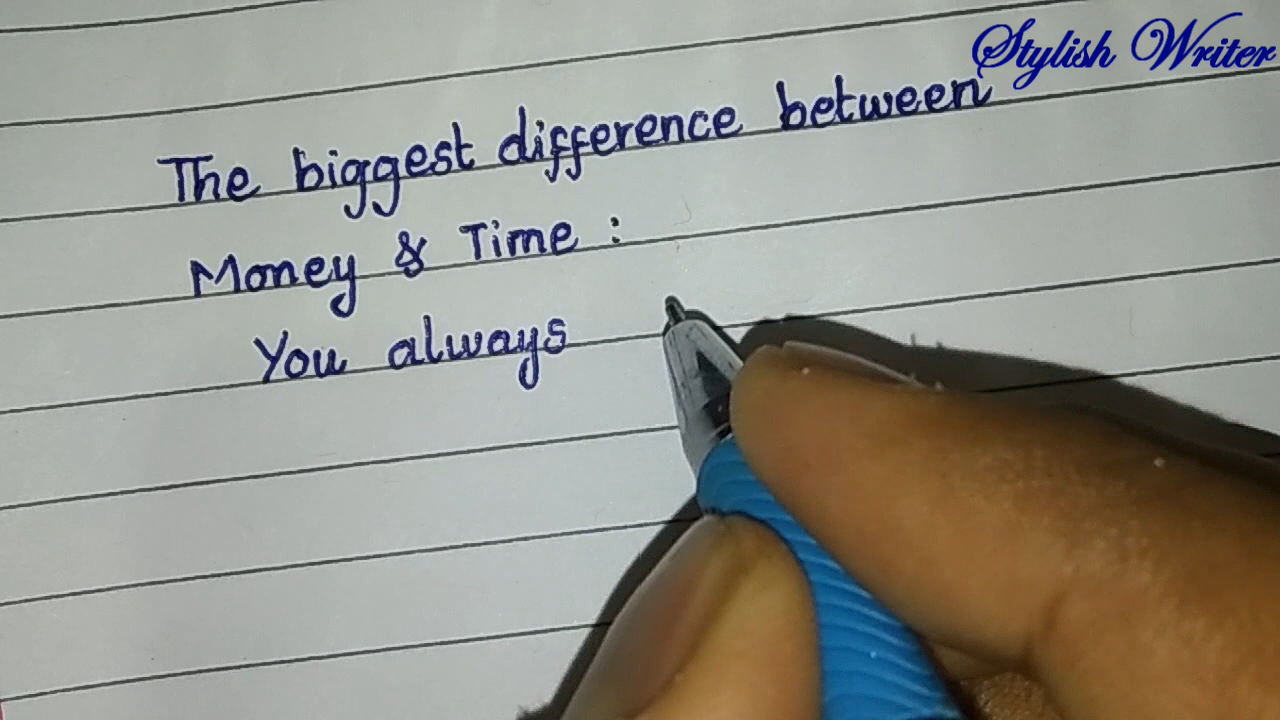 Stylish Writer
The biggest difference between
Money & Time :
You always